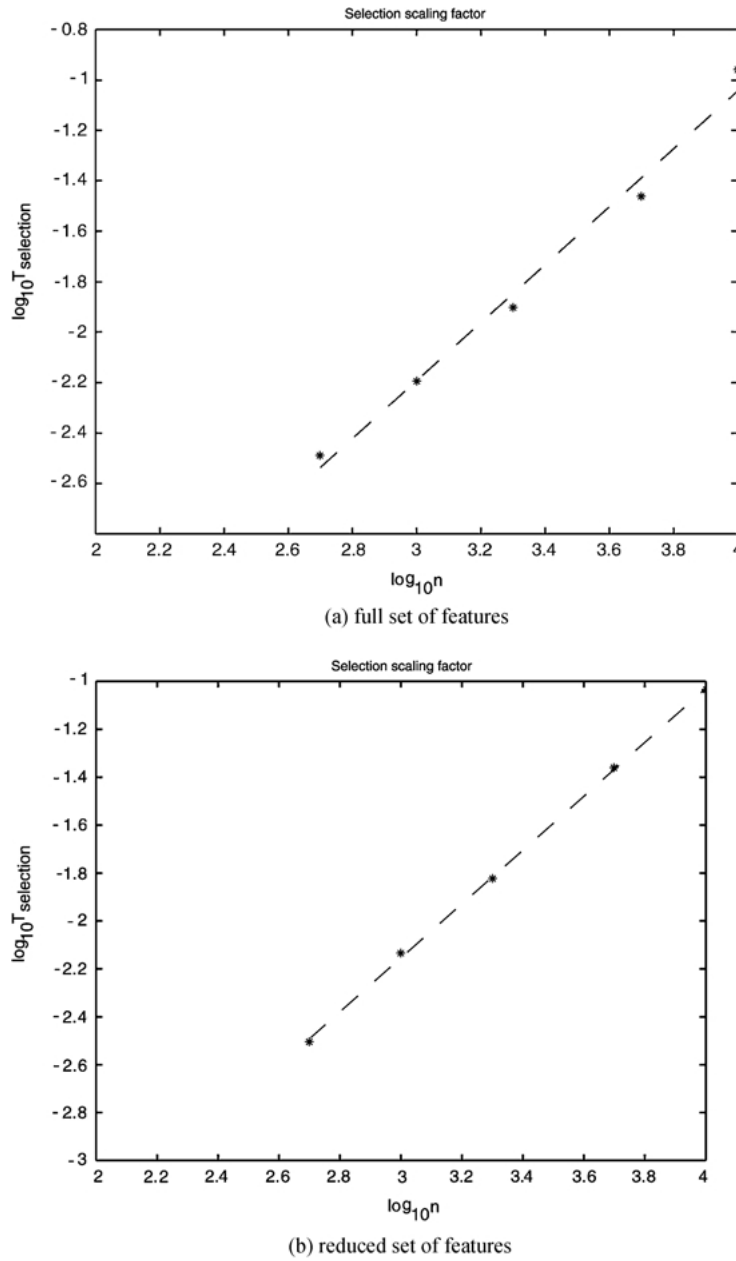 Selection scaling factor
-0.8
-1
-1.2
-1.4
-1.6
-1.8
-2
-2.2
-2.4
-2.6
log10Tselection
2 2.2 2.4 2.6 2.8 3 3.2 3.4 3.6 3.8 4
log10n
(a) full set of features
Selection scaling factor
-1
-1.2
-1.4
-1.6
-1.8
-2
-2.2
-2.4
-2.6
-2.8
-3
log10Tselection
2 2.2 2.4 2.6 2.8 3 3.2 3.4 3.6 3.8 4
log10n
(b) reduced set of features